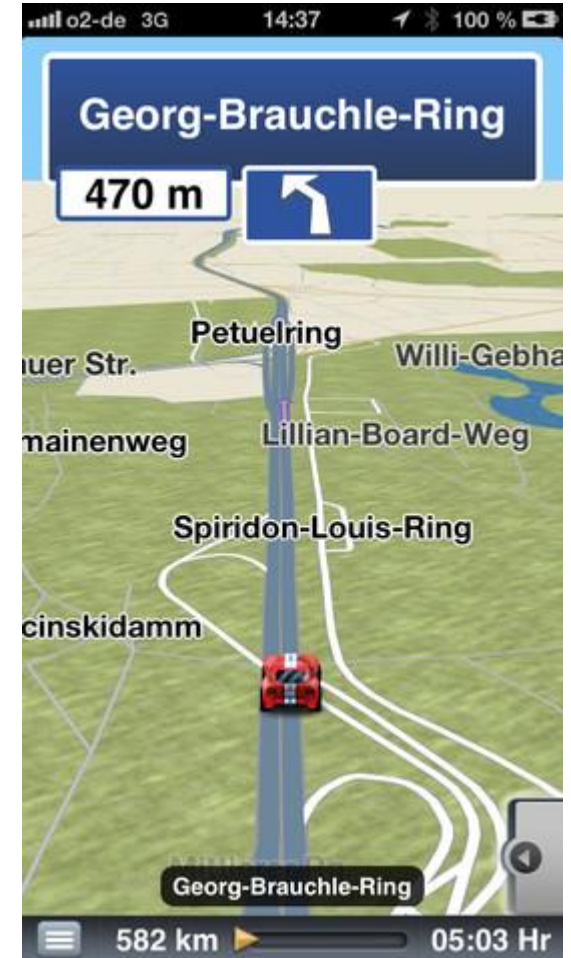 o2-de 3G 14:37 100 %
Georg-Brauchle-Ring
470 m
Petuelring
uer Str.
Willi-Gebha
mainenweg
Lillian-Board-Weg
Spiridon-Louis-Ring
cinskidamm
Georg-Brauchle-Ring
582 km 05:03 Hr